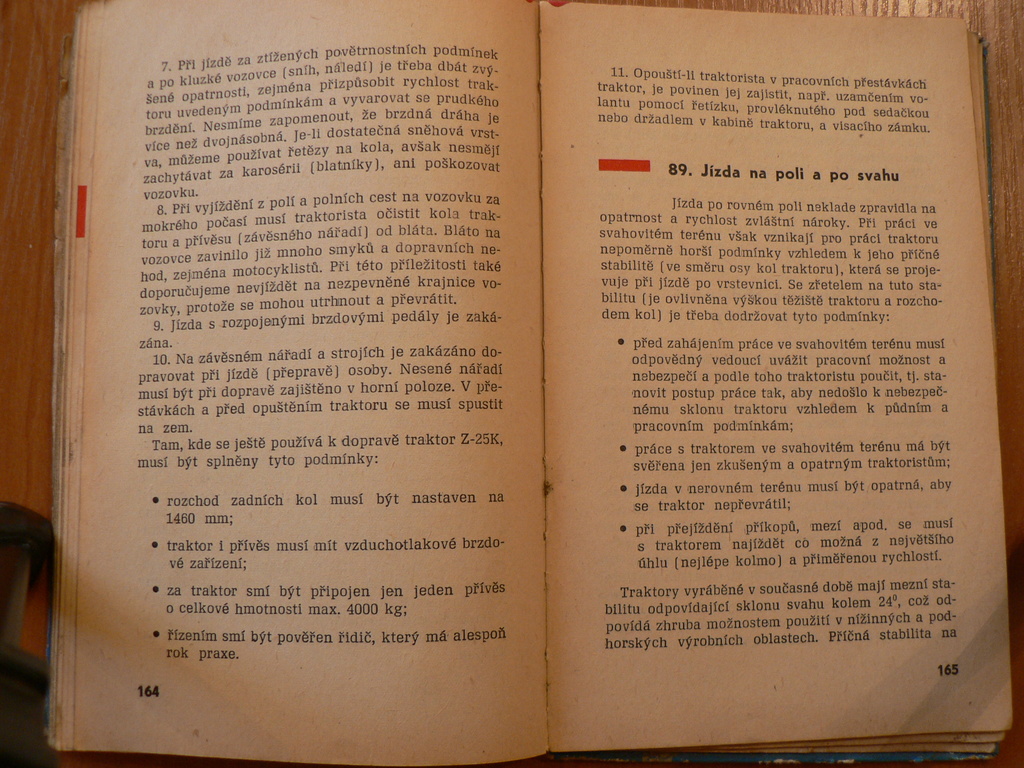 7. Při jízdě za ztížených povětrnostních podmínek
a po kluzké vozovce (sníh, náledí) je třeba dbát zvý-
šené opatrnosti, zejména přizpůsobit rychlost trak-
toru uvedeným podmínkám a vyvarovat se prudkého
brzdění. Nesmíme zapomenout, že brzdná dráha je
více než dvojnásobná. Je-li dostatečná sněhová vrst-
va, můžeme používat řetězy na kola, avšak nesmějí
zachytávat za karosérii (blatníky), ani poškozovat
vozovku.
8. Při vyjíždění z polí a polních cest na vozovku za
mokrého počasí musí traktorista očistit kola trak-
toru a přívěsu (závěsného nářadí) od bláta. Bláto na
vozovce zavinilo již mnoho smyků a dopravních ne-
hod, zejména motocyklistů. Při této příležitosti také
doporučujeme nevjíždět na nezpevněné krajnice vo-
zovky, protože se mohou utrhnout a převrátit.
9. Jízda s rozpojenými brzdovými pedály je zaká-
zána.
10. Na závěsném nářadí a strojích je zakázáno do-
pravovat při jízdě (přepravě) osoby. Nesené nářadí
musí být při dopravě zajištěno v horní poloze. V pře-
stávkách a před opuštěním traktoru se musí spustit
na zem.
Tam, kde se ještě používá k dopravě traktor Z-25K,
musí být splněny tyto podmínky:
• rozchod zadních kol musí být nastaven na
1460 mm;
• traktor i přívěs musí mít vzduchotlakové brzdo-
vé zařízení;
• za traktor smí být připojen jen jeden přívěs
o celkové hmotnosti max. 4000 kg;
• řízením smí být pověřen řidič, který má alespoň
rok praxe.
164
11. Opouští-li traktorista v pracovních přestávkách
traktor, je povinen jej zajistit, např. uzamčením vo-
lantu pomocí řetízku, provléknutého pod sedačkou
nebo držadlem v kabině traktoru, a visacího zámku.
89. Jízda na poli a po svahu
Jízda po rovném poli neklade zpravidla na
opatrnost a rychlost zvláštní nároky. Při práci ve
svahovitém terénu však vznikají pro práci traktoru
nepoměrně horší podmínky vzhledem k jeho příčné
stabilitě (ve směru osy kol traktoru), která se proje-
vuje při jízdě po vrstevnici. Se zřetelem na tuto sta-
bilitu (je ovlivněna výškou těžiště traktoru a rozcho-
dem kol) je třeba dodržovat tyto podmínky:
• před zahájením práce ve svahovitém terénu musí
odpovědný vedoucí uvážit pracovní možnost a
nebezpečí a podle toho traktoristu poučit, tj. sta-
novit postup práce tak, aby nedošlo k nebezpeč-
nému sklonu traktoru vzhledem k půdním a
pracovním podmínkám;
• práce s traktorem ve svahovitém terénu má být
svěřena jen zkušeným a opatrným traktoristům;
• jízda v nerovném terénu musí být opatrná, aby
se traktor nepřevrátil;
• při přejíždění příkopů, mezí apod. se musí
s traktorem najíždět co možná z největšího
úhlu (nejlépe kolmo) a přiměřenou rychlostí.
Traktory vyráběné v současné době mají mezní sta-
bilitu odpovídající sklonu svahu kolem 24°, což od-
povídá zhruba možnostem použití v nížinných a pod-
horských výrobních oblastech. Příčná stabilita na
165